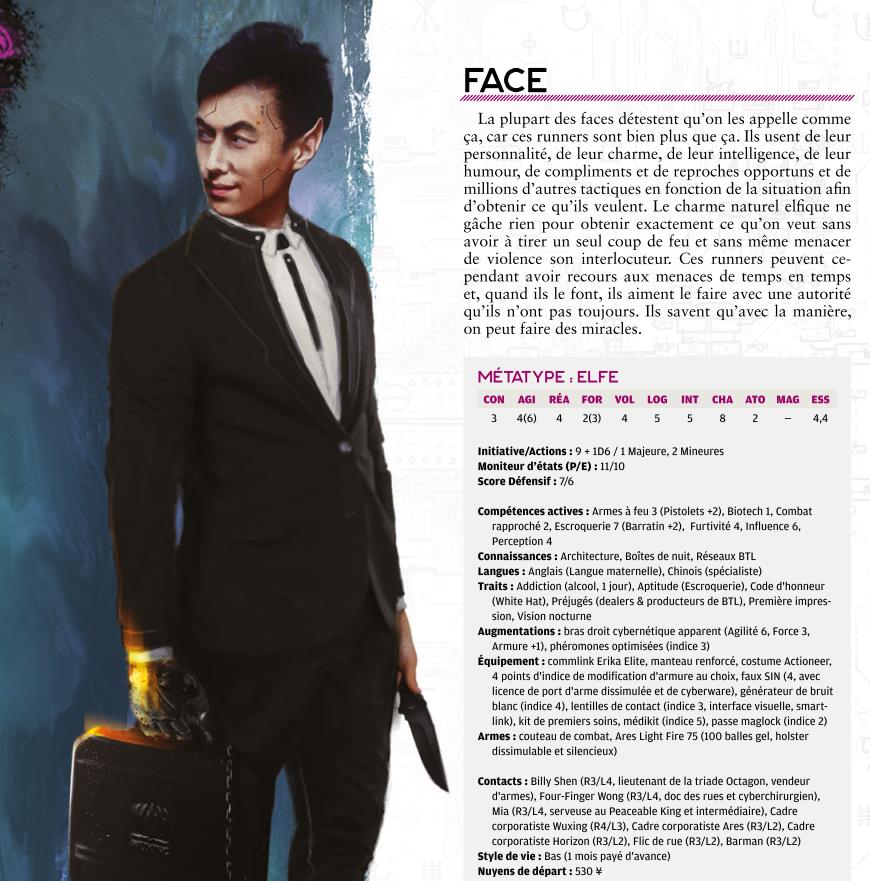 FACE
La plupart des faces détestent qu'on les appelle comme
ça, car ces runners sont bien plus que ça. Ils usent de leur
personnalité, de leur charme, de leur intelligence, de leur
humour, de compliments et de reproches opportuns et de
millions d'autres tactiques en fonction de la situation afin
d'obtenir ce qu'ils veulent. Le charme naturel elfique ne
gâche rien pour obtenir exactement ce qu'on veut sans
avoir à tirer un seul coup de feu et sans même menacer
de violence son interlocuteur. Ces runners peuvent ce-
pendant avoir recours aux menaces de temps en temps
et, quand ils le font, ils aiment le faire avec une autorité
qu'ils n'ont pas toujours. Ils savent qu'avec la manière,
on peut faire des miracles.
MÉTATYPE : ELFE
CON AGI RÉA FOR VOL LOG INT CHA ATO MAG ESS
3 4(6) 4 2(3) 4 5 5 8 2 – 4,4
Initiative/Actions : 9 + 1D6 / 1 Majeure, 2 Mineures
Moniteur d'états (P/E) : 11/10
Score Défensif : 7/6
Compétences actives : Armes à feu 3 (Pistolets +2), Biotech 1, Combat
rapproché 2, Escroquerie 7 (Barratin +2), Furtivité 4, Influence 6,
Perception 4
Connaissances : Architecture, Boîtes de nuit, Réseaux BTL
Langues : Anglais (Langue maternelle), Chinois (spécialiste)
Traits : Addiction (alcool, 1 jour), Aptitude (Escroquerie), Code d'honneur
(White Hat), Préjugés (dealers & producteurs de BTL), Première impres-
sion, Vision nocturne
Augmentations : bras droit cybernétique apparent (Agilité 6, Force 3,
Armure +1), phéromones optimisées (indice 3)
Équipement : commlink Erika Elite, manteau renforcé, costume Actioneer,
4 points d'indice de modification d'armure au choix, faux SIN (4, avec
licence de port d'arme dissimulée et de cyberware), générateur de bruit
blanc (indice 4), lentilles de contact (indice 3, interface visuelle, smart-
link), kit de premiers soins, médikit (indice 5), passe maglock (indice 2)
Armes : couteau de combat, Ares Light Fire 75 (100 balles gel, holster
dissimulable et silencieux)
Contacts : Billy Shen (R3/L4, lieutenant de la triade Octagon, vendeur
d'armes), Four-Finger Wong (R3/L4, doc des rues et cyberchirurgien),
Mia (R3/L4, serveuse au Peaceable King et intermédiaire), Cadre
corporatiste Wuxing (R4/L3), Cadre corporatiste Ares (R3/L2), Cadre
corporatiste Horizon (R3/L2), Flic de rue (R3/L2), Barman (R3/L2)
Style de vie : Bas (1 mois payé d'avance)
Nuyens de départ : 530 ¥